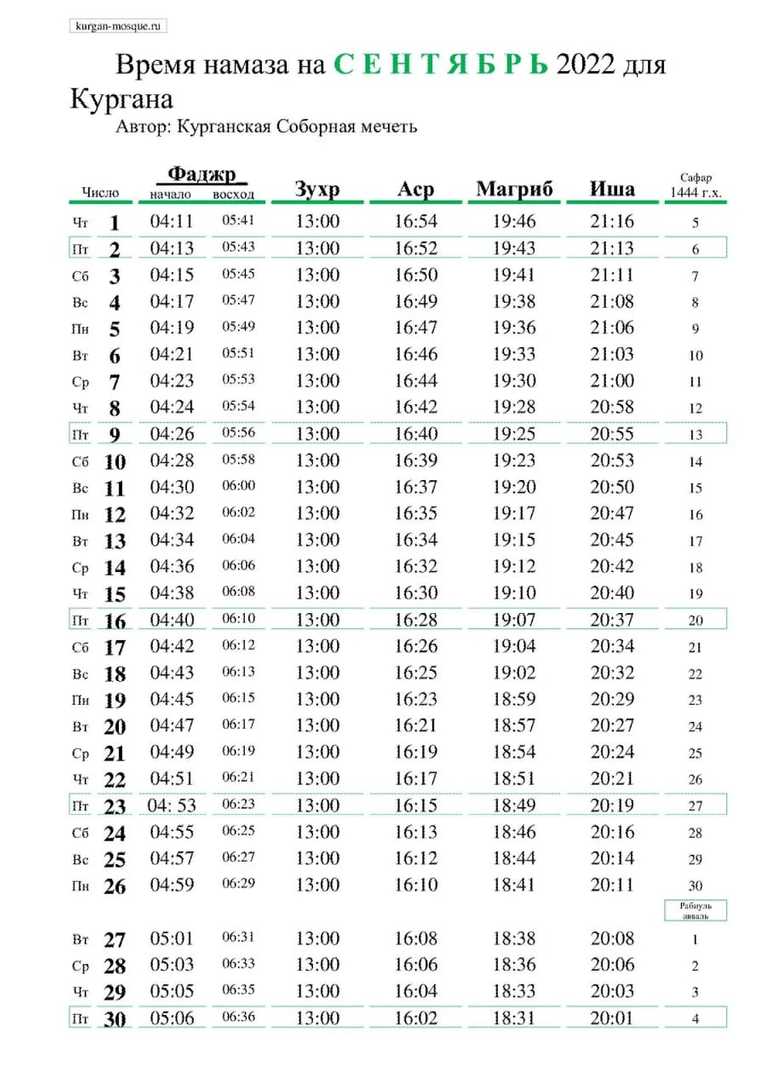 kurgan-mosque.ru
Время намаза на С Е Н Т Я Б Р Ь 2022 для
Кургана
Автор: Курганская Соборная мечеть
Число Фаджр начало восход Зухр Аср Магриб Иша Сафар 1444 г.х.
Чт 1 04:11 05:41 13:00 16:54 19:46 21:16 5
Пт 2 04:13 05:43 13:00 16:52 19:43 21:13 6
Сб 3 04:15 05:45 13:00 16:50 19:41 21:11 7
Вс 4 04:17 05:47 13:00 16:49 19:38 21:08 8
Пн 5 04:19 05:49 13:00 16:47 19:36 21:06 9
Вт 6 04:21 05:51 13:00 16:46 19:33 21:03 10
Ср 7 04:23 05:53 13:00 16:44 19:30 21:00 11
Чт 8 04:24 05:54 13:00 16:42 19:28 20:58 12
Пт 9 04:26 05:56 13:00 16:40 19:25 20:55 13
Сб 10 04:28 05:58 13:00 16:39 19:23 20:53 14
Вс 11 04:30 06:00 13:00 16:37 19:20 20:50 15
Пн 12 04:32 06:02 13:00 16:35 19:17 20:47 16
Вт 13 04:34 06:04 13:00 16:34 19:15 20:45 17
Ср 14 04:36 06:06 13:00 16:32 19:12 20:42 18
Чт 15 04:38 06:08 13:00 16:30 19:10 20:40 19
Пт 16 04:40 06:10 13:00 16:28 19:07 20:37 20
Сб 17 04:42 06:12 13:00 16:26 19:04 20:34 21
Вс 18 04:43 06:13 13:00 16:25 19:02 20:32 22
Пн 19 04:45 06:15 13:00 16:23 18:59 20:29 23
Вт 20 04:47 06:17 13:00 16:21 18:57 20:27 24
Ср 21 04:49 06:19 13:00 16:19 18:54 20:24 25
Чт 22 04:51 06:21 13:00 16:17 18:51 20:21 26
Пт 23 04: 53 06:23 13:00 16:15 18:49 20:19 27
Сб 24 04:55 06:25 13:00 16:13 18:46 20:16 28
Вс 25 04:57 06:27 13:00 16:12 18:44 20:14 29
Пн 26 04:59 06:29 13:00 16:10 18:41 20:11 30
Рабиуль
авваль
Вт 27 05:01 06:31 13:00 16:08 18:38 20:08 1
Ср 28 05:03 06:33 13:00 16:06 18:36 20:06 2
Чт 29 05:05 06:35 13:00 16:04 18:33 20:03 3
Пт 30 05:06 06:36 13:00 16:02 18:31 20:01 4